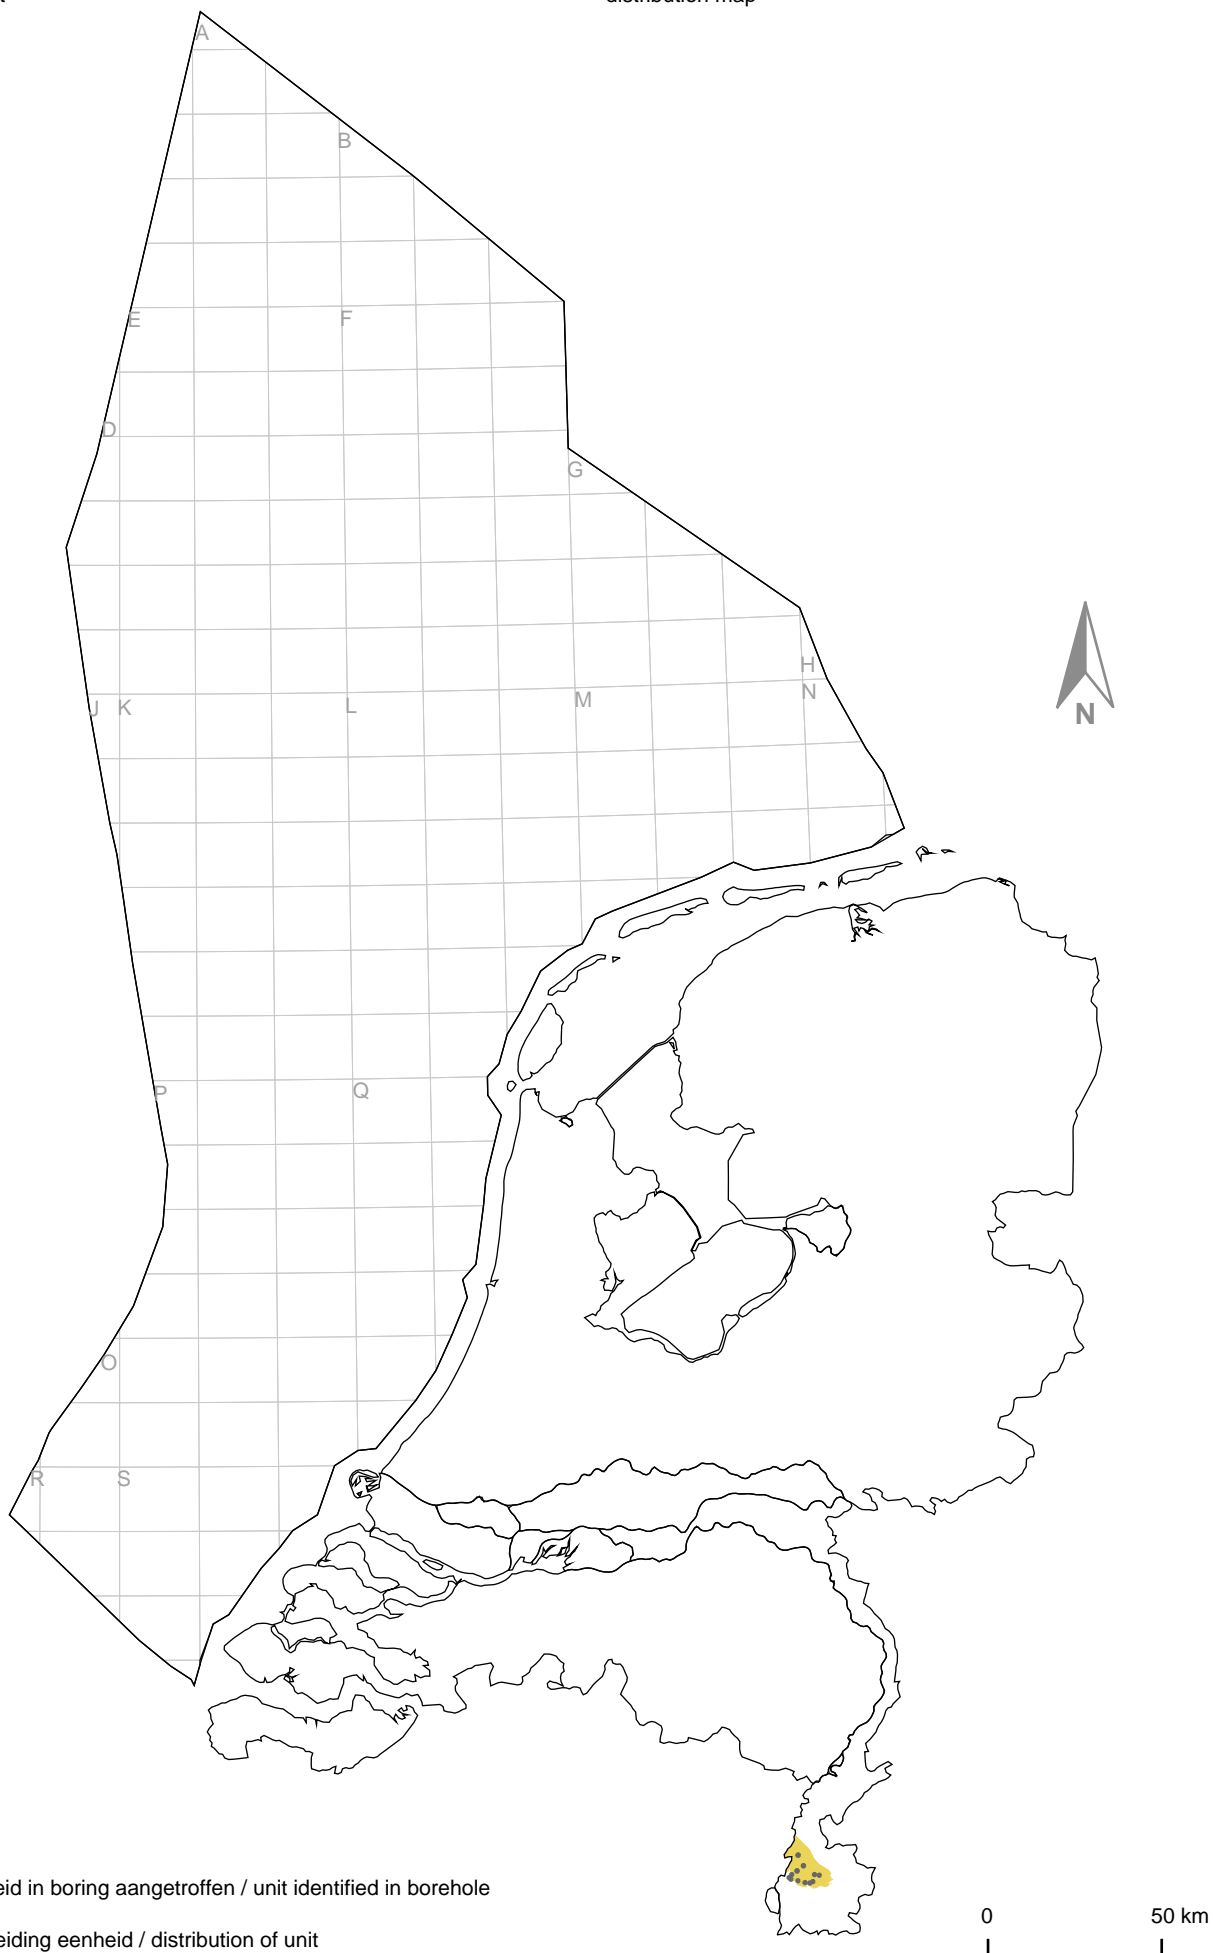 distribution map
A
B
E
F
D
G
H
N
J K
L
M
P
Q
O
R
S
N
eid in boring aangetroffen / unit identified in borehole
0 50 km
eiding eenheid / distribution of unit